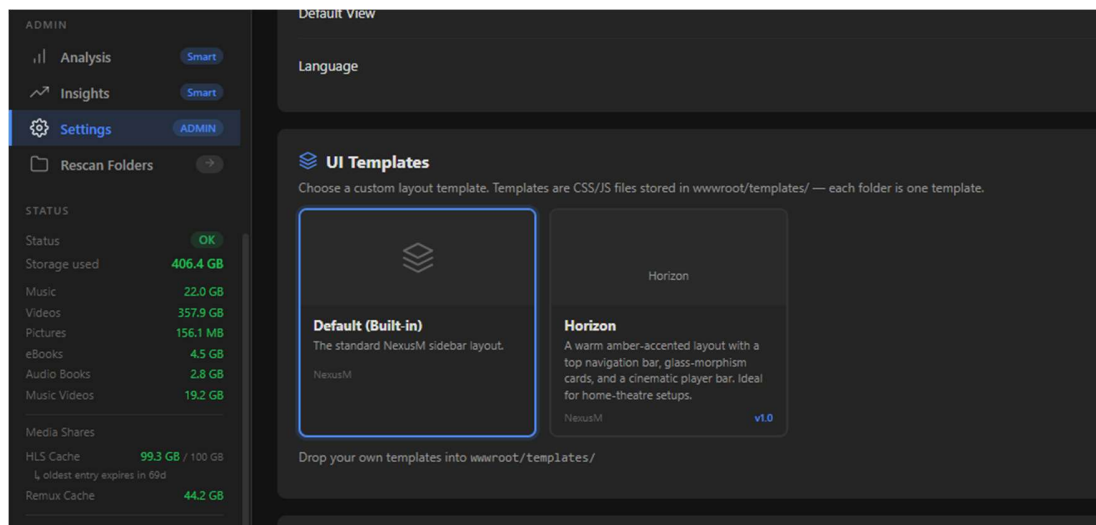 ADMIN
Analysis Smart
Insights Smart
Settings ADMIN
Rescan Folders
STATUS
Status OK
Storage used 406.4 GB
Music 22.0 GB
Videos 357.9 GB
Pictures 156.1 MB
eBooks 4.5 GB
Audio Books 2.8 GB
Music Videos 19.2 GB
Media Shares
HLS Cache 99.3 GB / 100 GB
oldest entry expires in 69d
Remux Cache 44.2 GB
Default View
Language
UI Templates
Choose a custom layout template. Templates are CSS/JS files stored in wwwroot/templates/ — each folder is one template.
Default (Built-in)
The standard NexusM sidebar layout.
NexusM
Horizon
Horizon
A warm amber-accented layout with a
top navigation bar, glass-morphism
cards, and a cinematic player bar. Ideal
for home-theatre setups.
NexusM v1.0
Drop your own templates into wwwroot/templates/